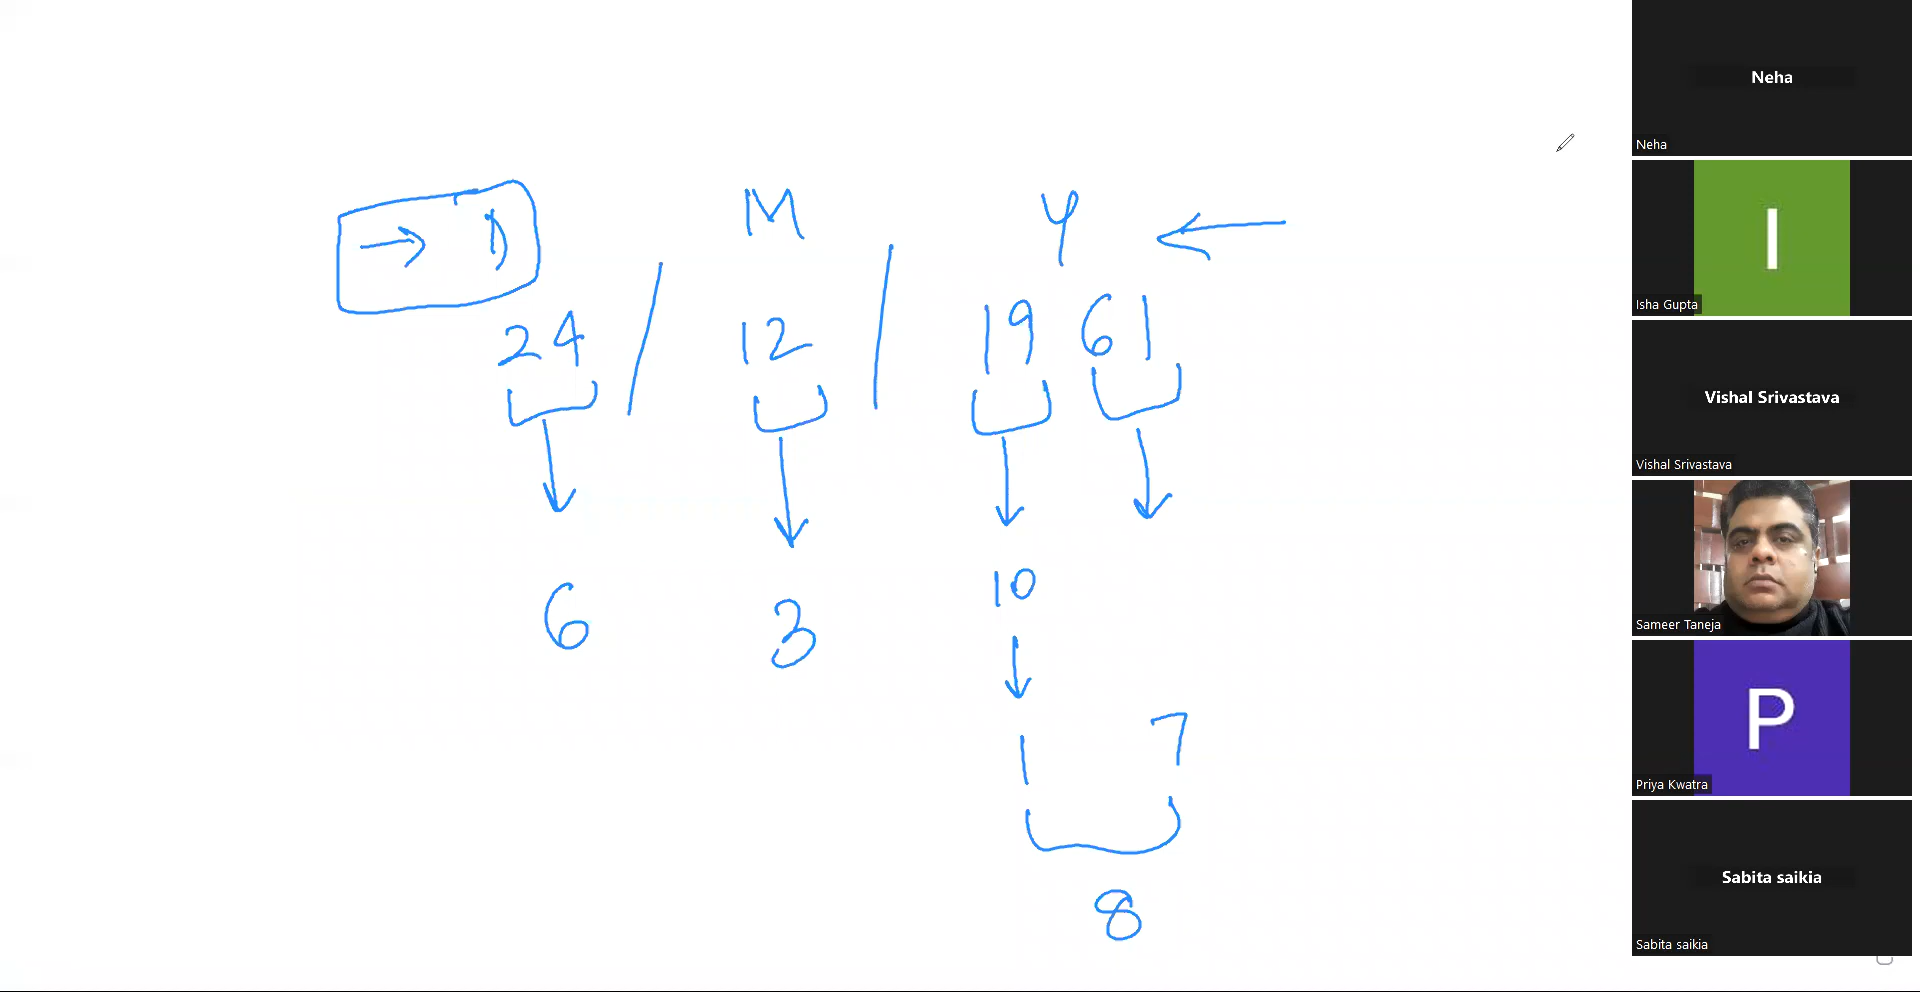 D M Y
24 / 12 / 19 61
6 3 10
1 7
8
Neha
Neha
I
Isha Gupta
Vishal Srivastava
Vishal Srivastava
Sameer Taneja
P
Priya Kwatra
Sabita saikia
Sabita saikia